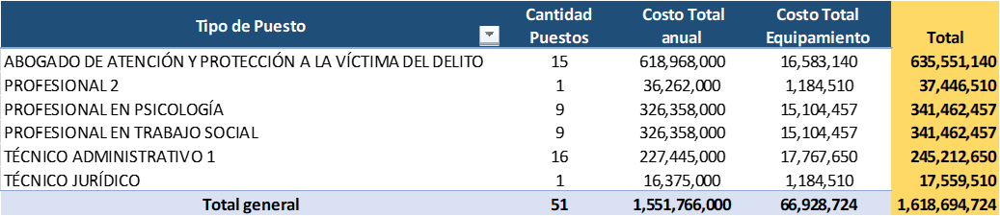 Tipo de Puesto Cantidad Puestos Costo Total anual Costo Total Equipamiento Total
ABOGADO DE ATENCIÓN Y PROTECCIÓN A LA VÍCTIMA DEL DELITO 15 618,968,000 16,583,140 635,551,140
PROFESIONAL 2 1 36,262,000 1,184,510 37,446,510
PROFESIONAL EN PSICOLOGÍA 9 326,358,000 15,104,457 341,462,457
PROFESIONAL EN TRABAJO SOCIAL 9 326,358,000 15,104,457 341,462,457
TÉCNICO ADMINISTRATIVO 1 16 227,445,000 17,767,650 245,212,650
TÉCNICO JURÍDICO 1 16,375,000 1,184,510 17,559,510
Total general 51 1,551,766,000 66,928,724 1,618,694,724